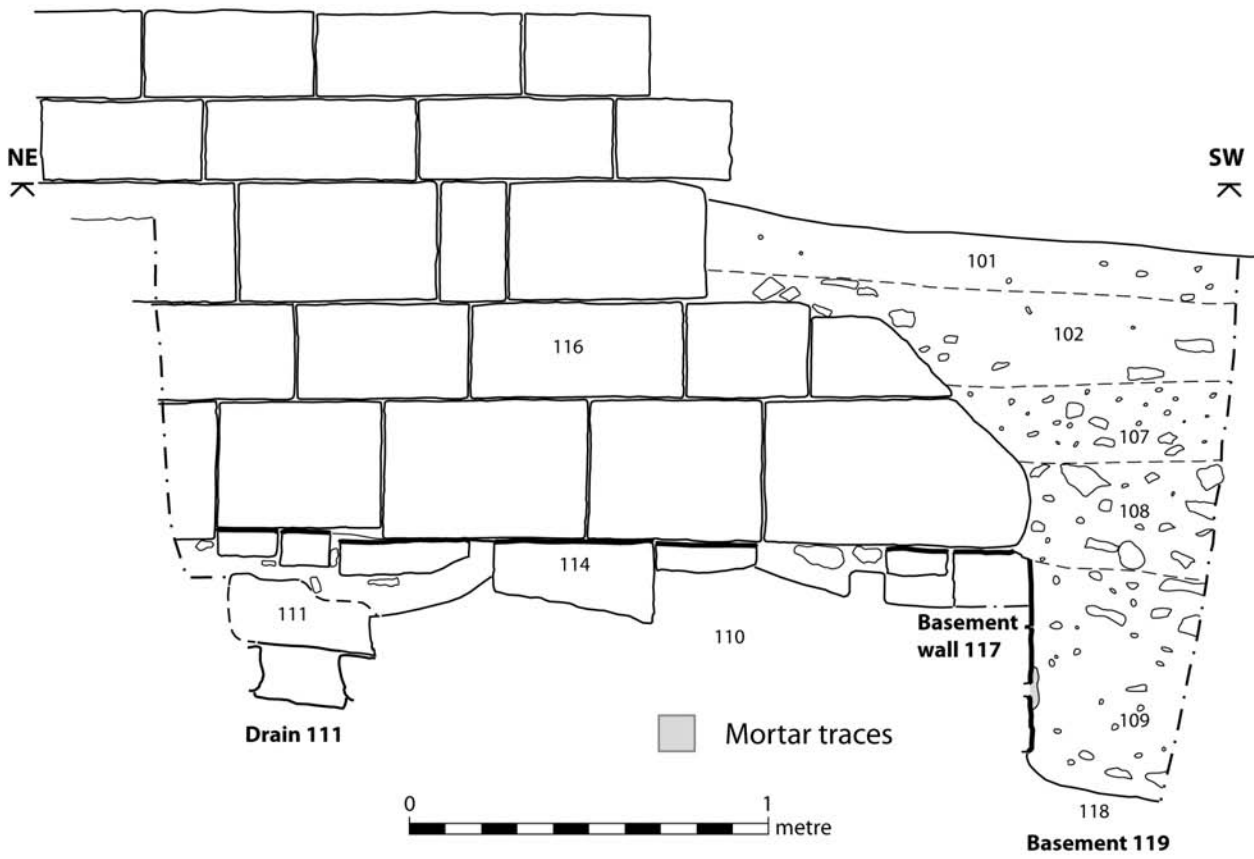 NE
SW
101
102
116
107
108
114
111
110
Basement
wall 117
109
Drain 111
Mortar traces
0 1
metre
118
Basement 119